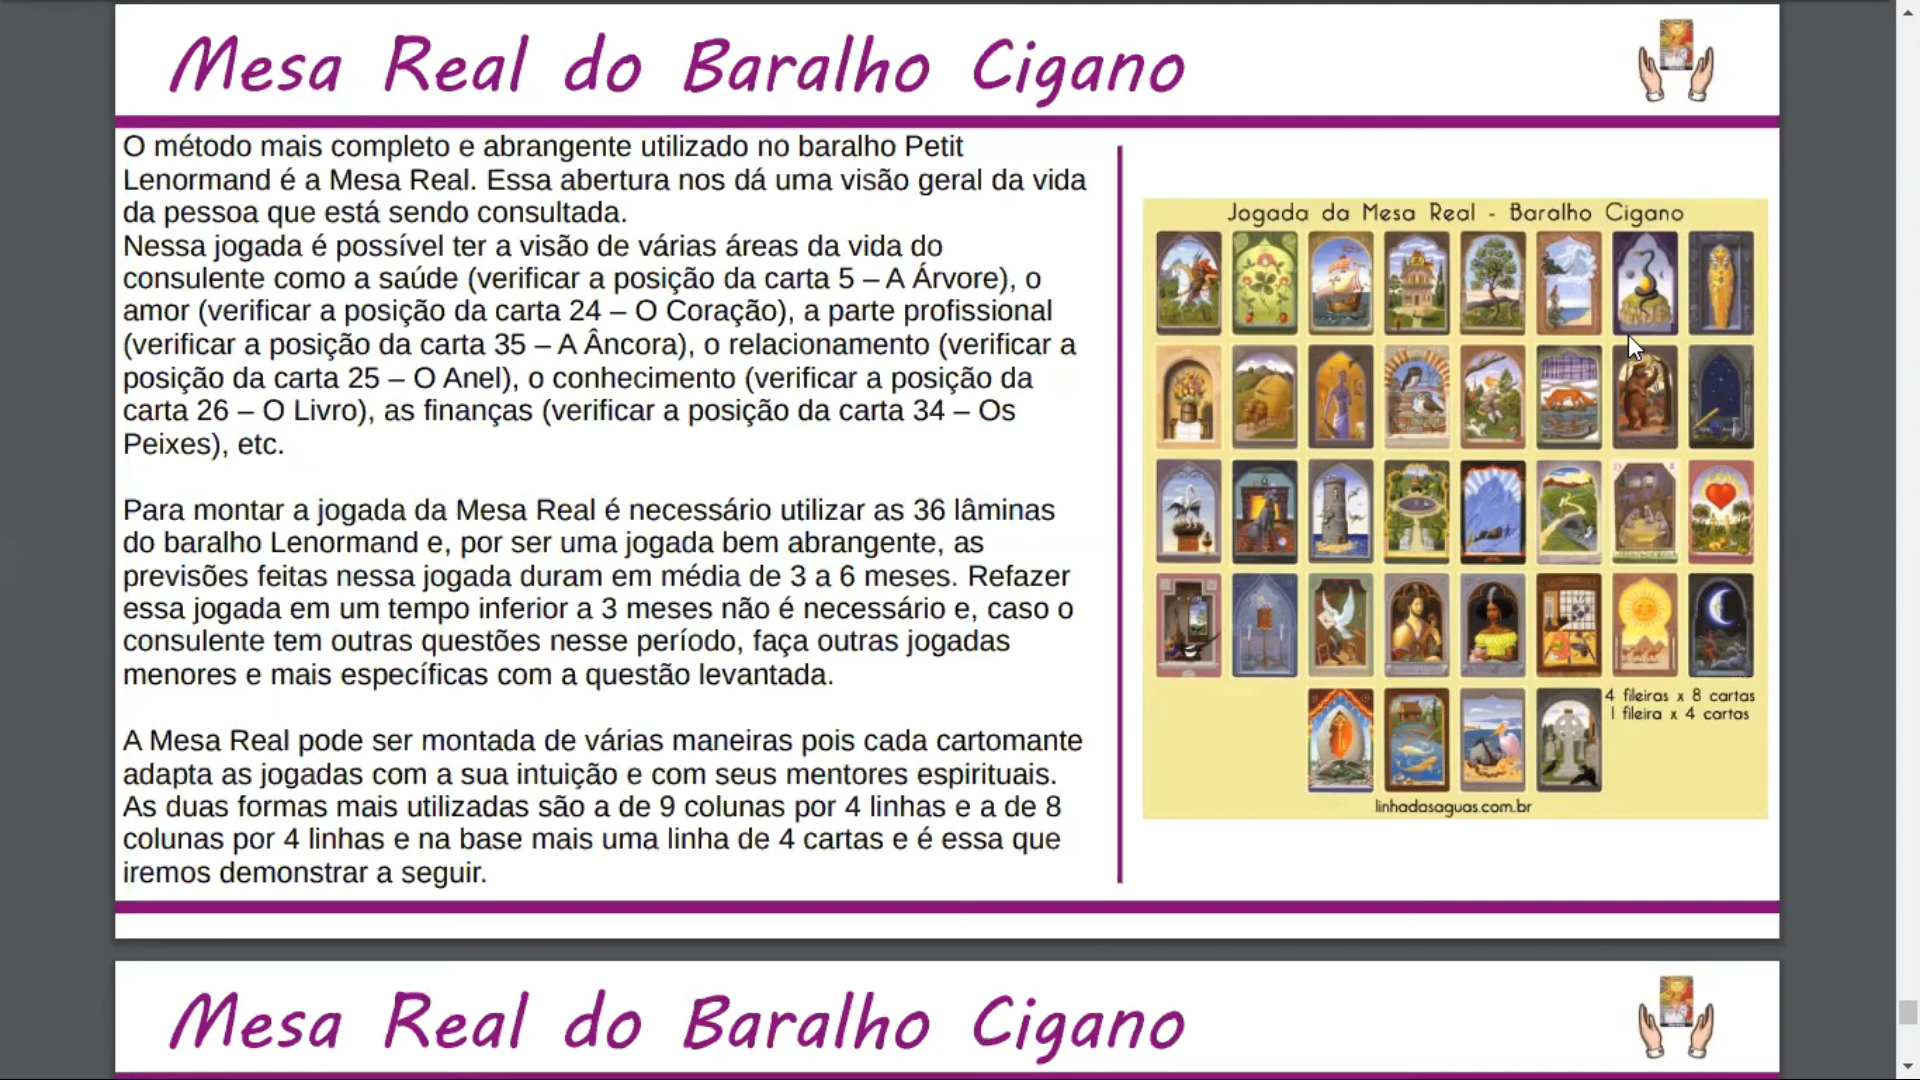 Mesa Real do Baralho Cigano
O método mais completo e abrangente utilizado no baralho Petit
Lenormand é a Mesa Real. Essa abertura nos dá uma visão geral da vida
da pessoa que está sendo consultada.
Nessa jogada é possível ter a visão de várias áreas da vida do
consulente como a saúde (verificar a posição da carta 5 – A Árvore), o
amor (verificar a posição da carta 24 – O Coração), a parte profissional
(verificar a posição da carta 35 – A Âncora), o relacionamento (verificar a
posição da carta 25 – O Anel), o conhecimento (verificar a posição da
carta 26 – O Livro), as finanças (verificar a posição da carta 34 – Os
Peixes), etc.
Para montar a jogada da Mesa Real é necessário utilizar as 36 lâminas
do baralho Lenormand e, por ser uma jogada bem abrangente, as
previsões feitas nessa jogada duram em média de 3 a 6 meses. Refazer
essa jogada em um tempo inferior a 3 meses não é necessário e, caso o
consulente tem outras questões nesse período, faça outras jogadas
menores e mais específicas com a questão levantada.
A Mesa Real pode ser montada de várias maneiras pois cada cartomante
adapta as jogadas com a sua intuição e com seus mentores espirituais.
As duas formas mais utilizadas são a de 9 colunas por 4 linhas e a de 8
colunas por 4 linhas e na base mais uma linha de 4 cartas e é essa que
iremos demonstrar a seguir.
Jogada da Mesa Real - Baralho Cigano
4 fileiras x 8 cartas
1 fileira x 4 cartas
linhadasaguas.com.br
Mesa Real do Baralho Cigano